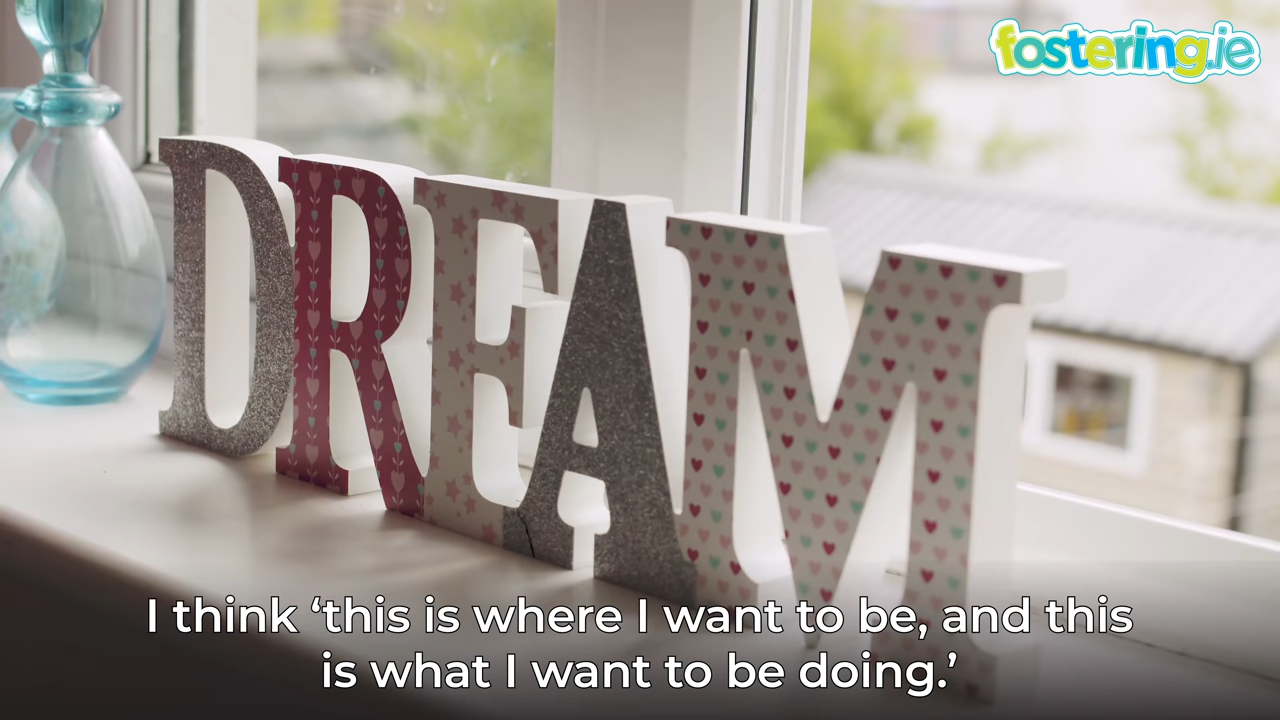 fostering.ie
DREAM
I think ‘this is where I want to be, and this
is what I want to be doing.’